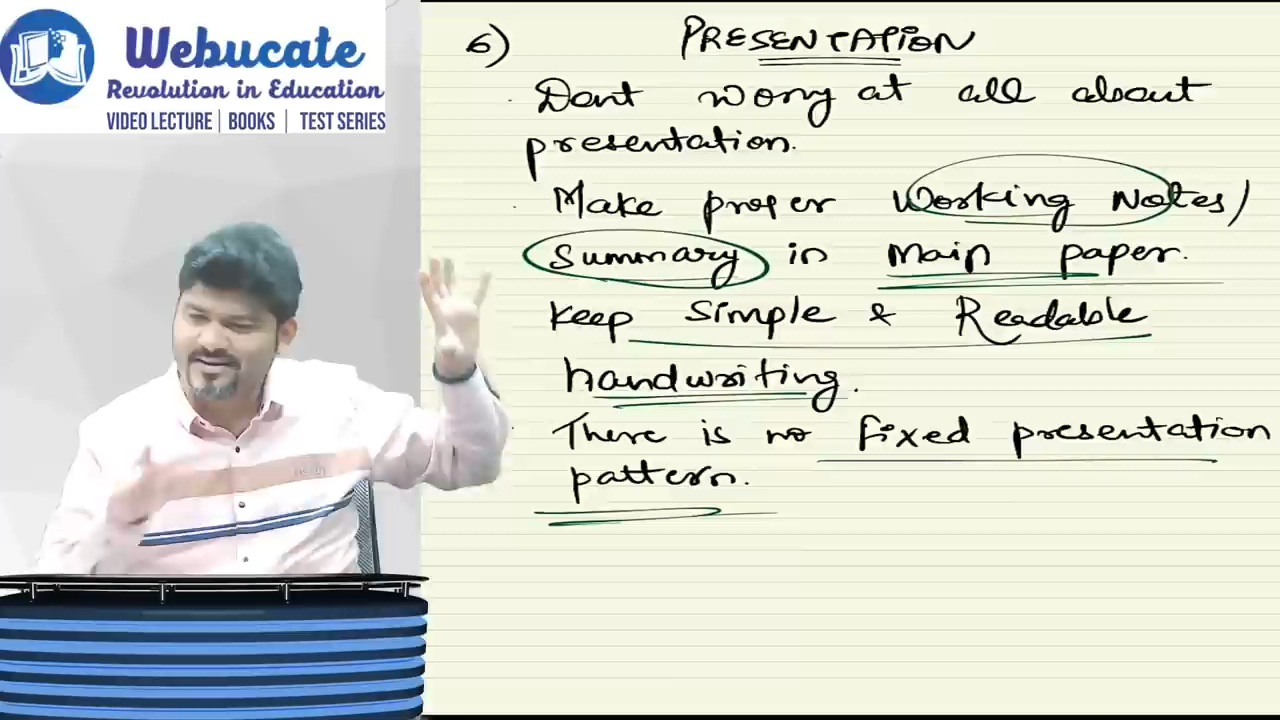 Webucate
Revolution in Education
VIDEO LECTURE | BOOKS | TEST SERIES
6) PRESENTATION
Dont worry at all about
presentation.
Make proper Working Notes/
Summary in Main paper.
Keep Simple & Readable
handwriting.
There is no fixed presentation
pattern.